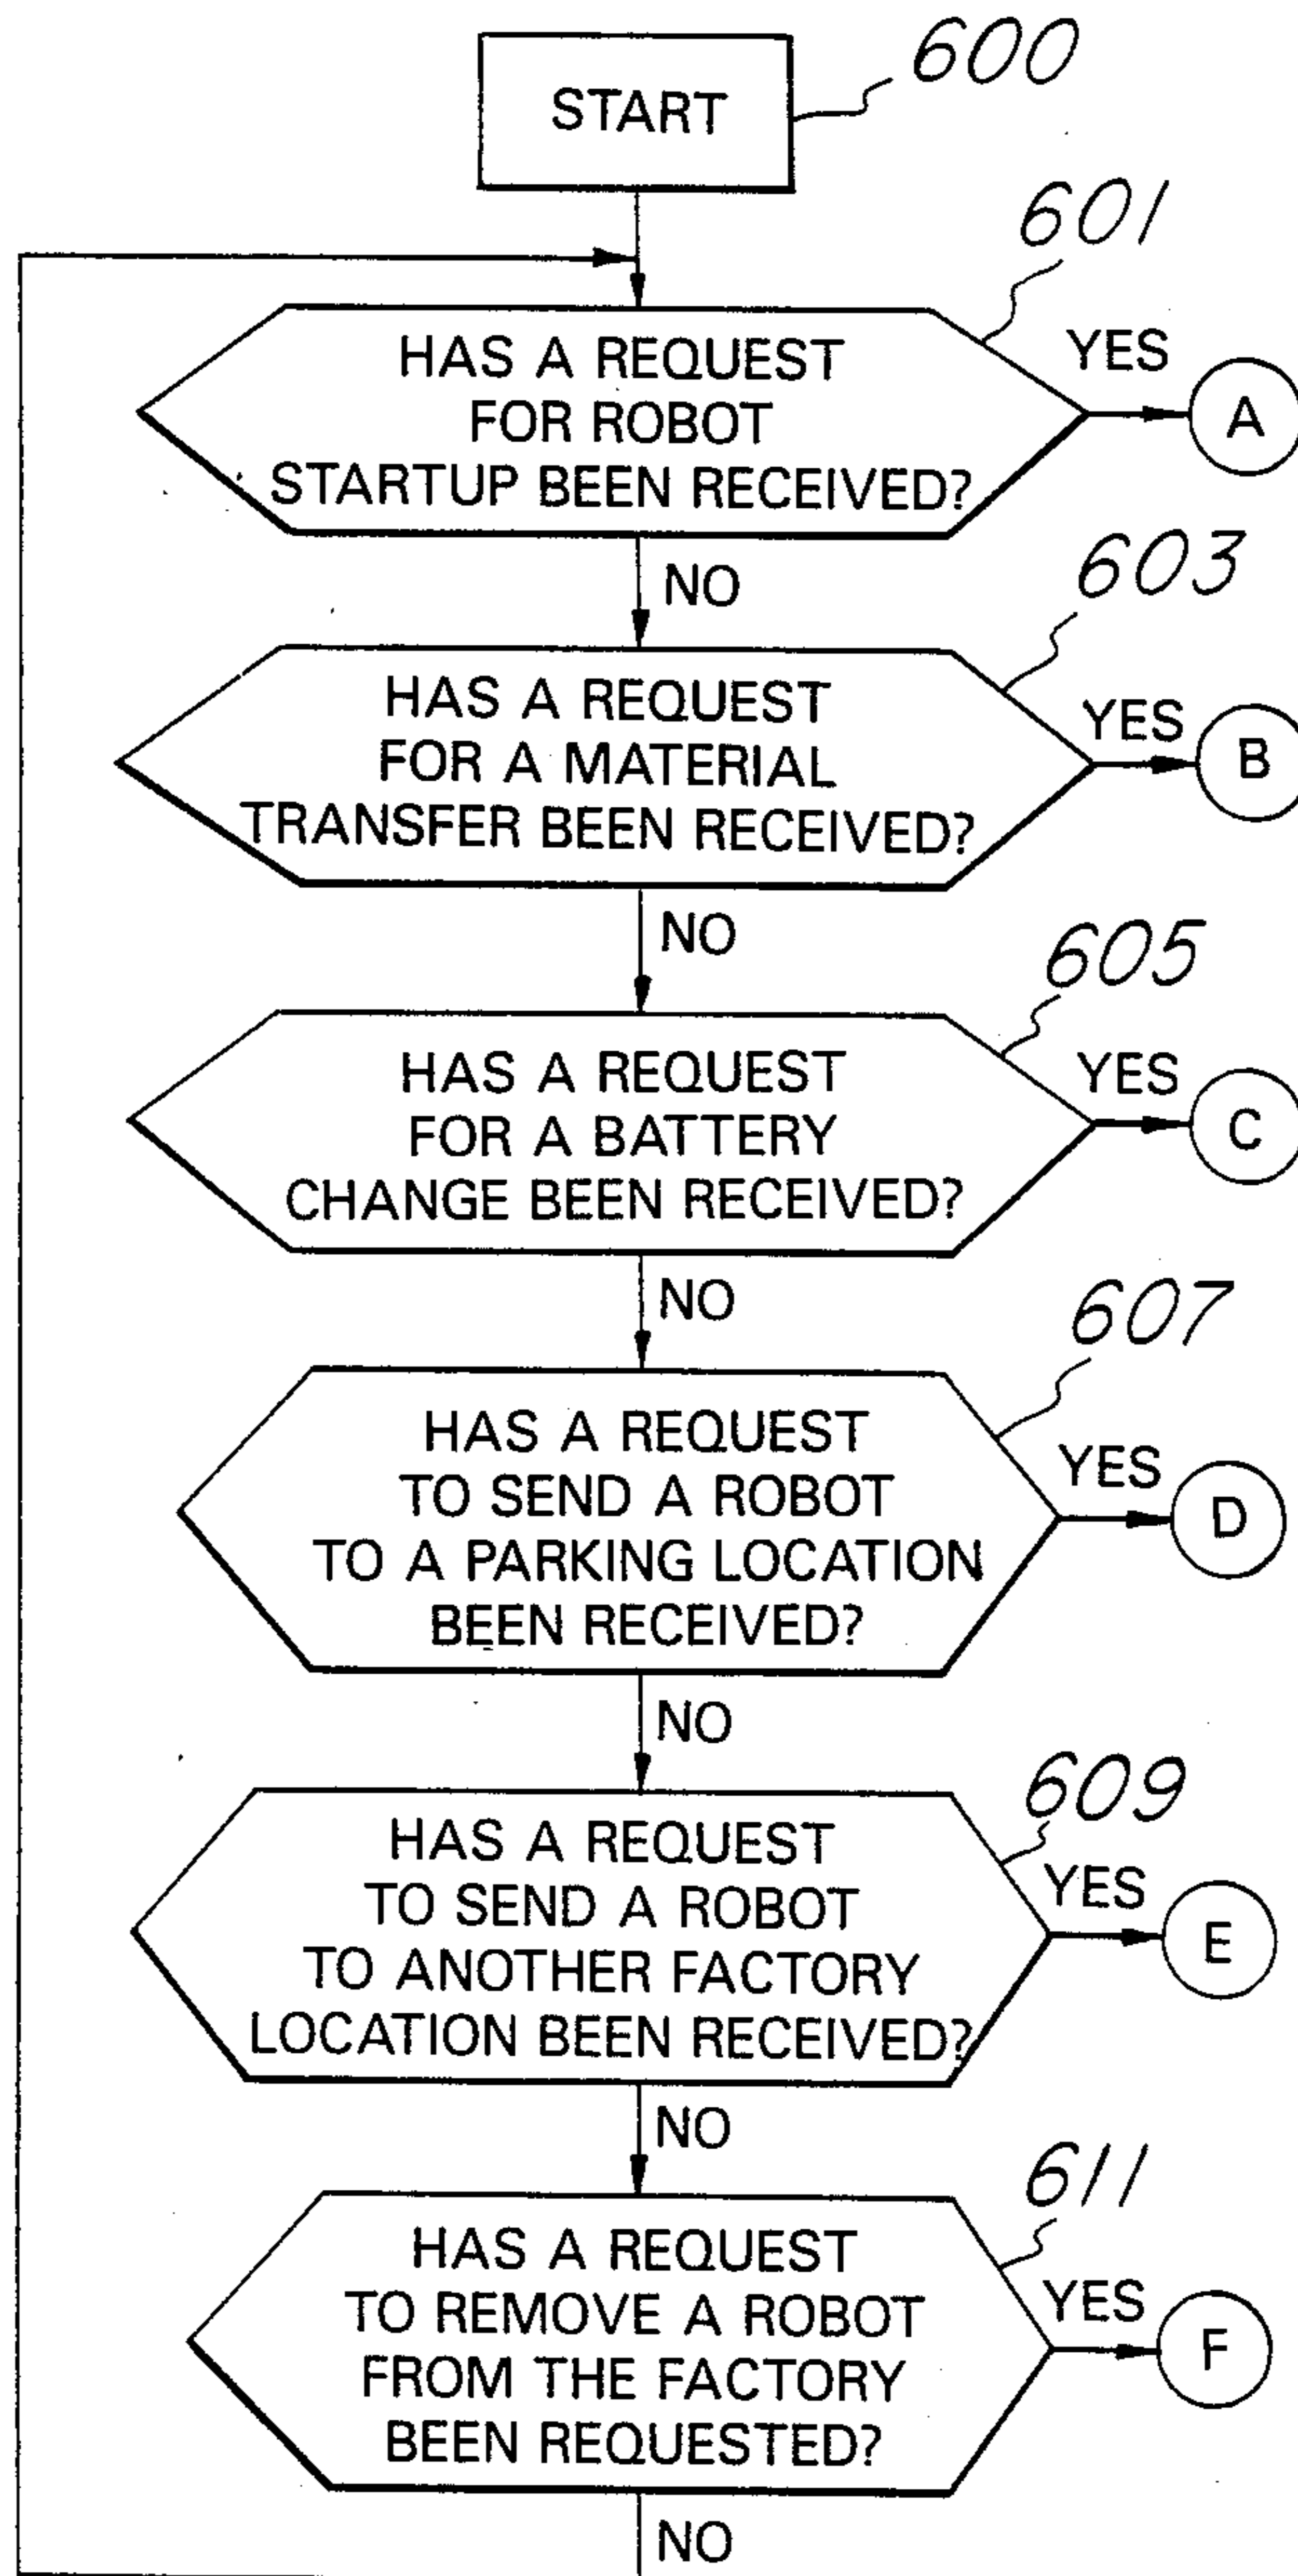 START
600
601
HAS A REQUEST
FOR ROBOT
STARTUP BEEN RECEIVED?
YES
A
NO
603
HAS A REQUEST
FOR A MATERIAL
TRANSFER BEEN RECEIVED?
YES
B
NO
605
HAS A REQUEST
FOR A BATTERY
CHANGE BEEN RECEIVED?
YES
C
NO
607
HAS A REQUEST
TO SEND A ROBOT
TO A PARKING LOCATION
BEEN RECEIVED?
YES
D
NO
609
HAS A REQUEST
TO SEND A ROBOT
TO ANOTHER FACTORY
LOCATION BEEN RECEIVED?
YES
E
NO
611
HAS A REQUEST
TO REMOVE A ROBOT
FROM THE FACTORY
BEEN REQUESTED?
YES
F
NO